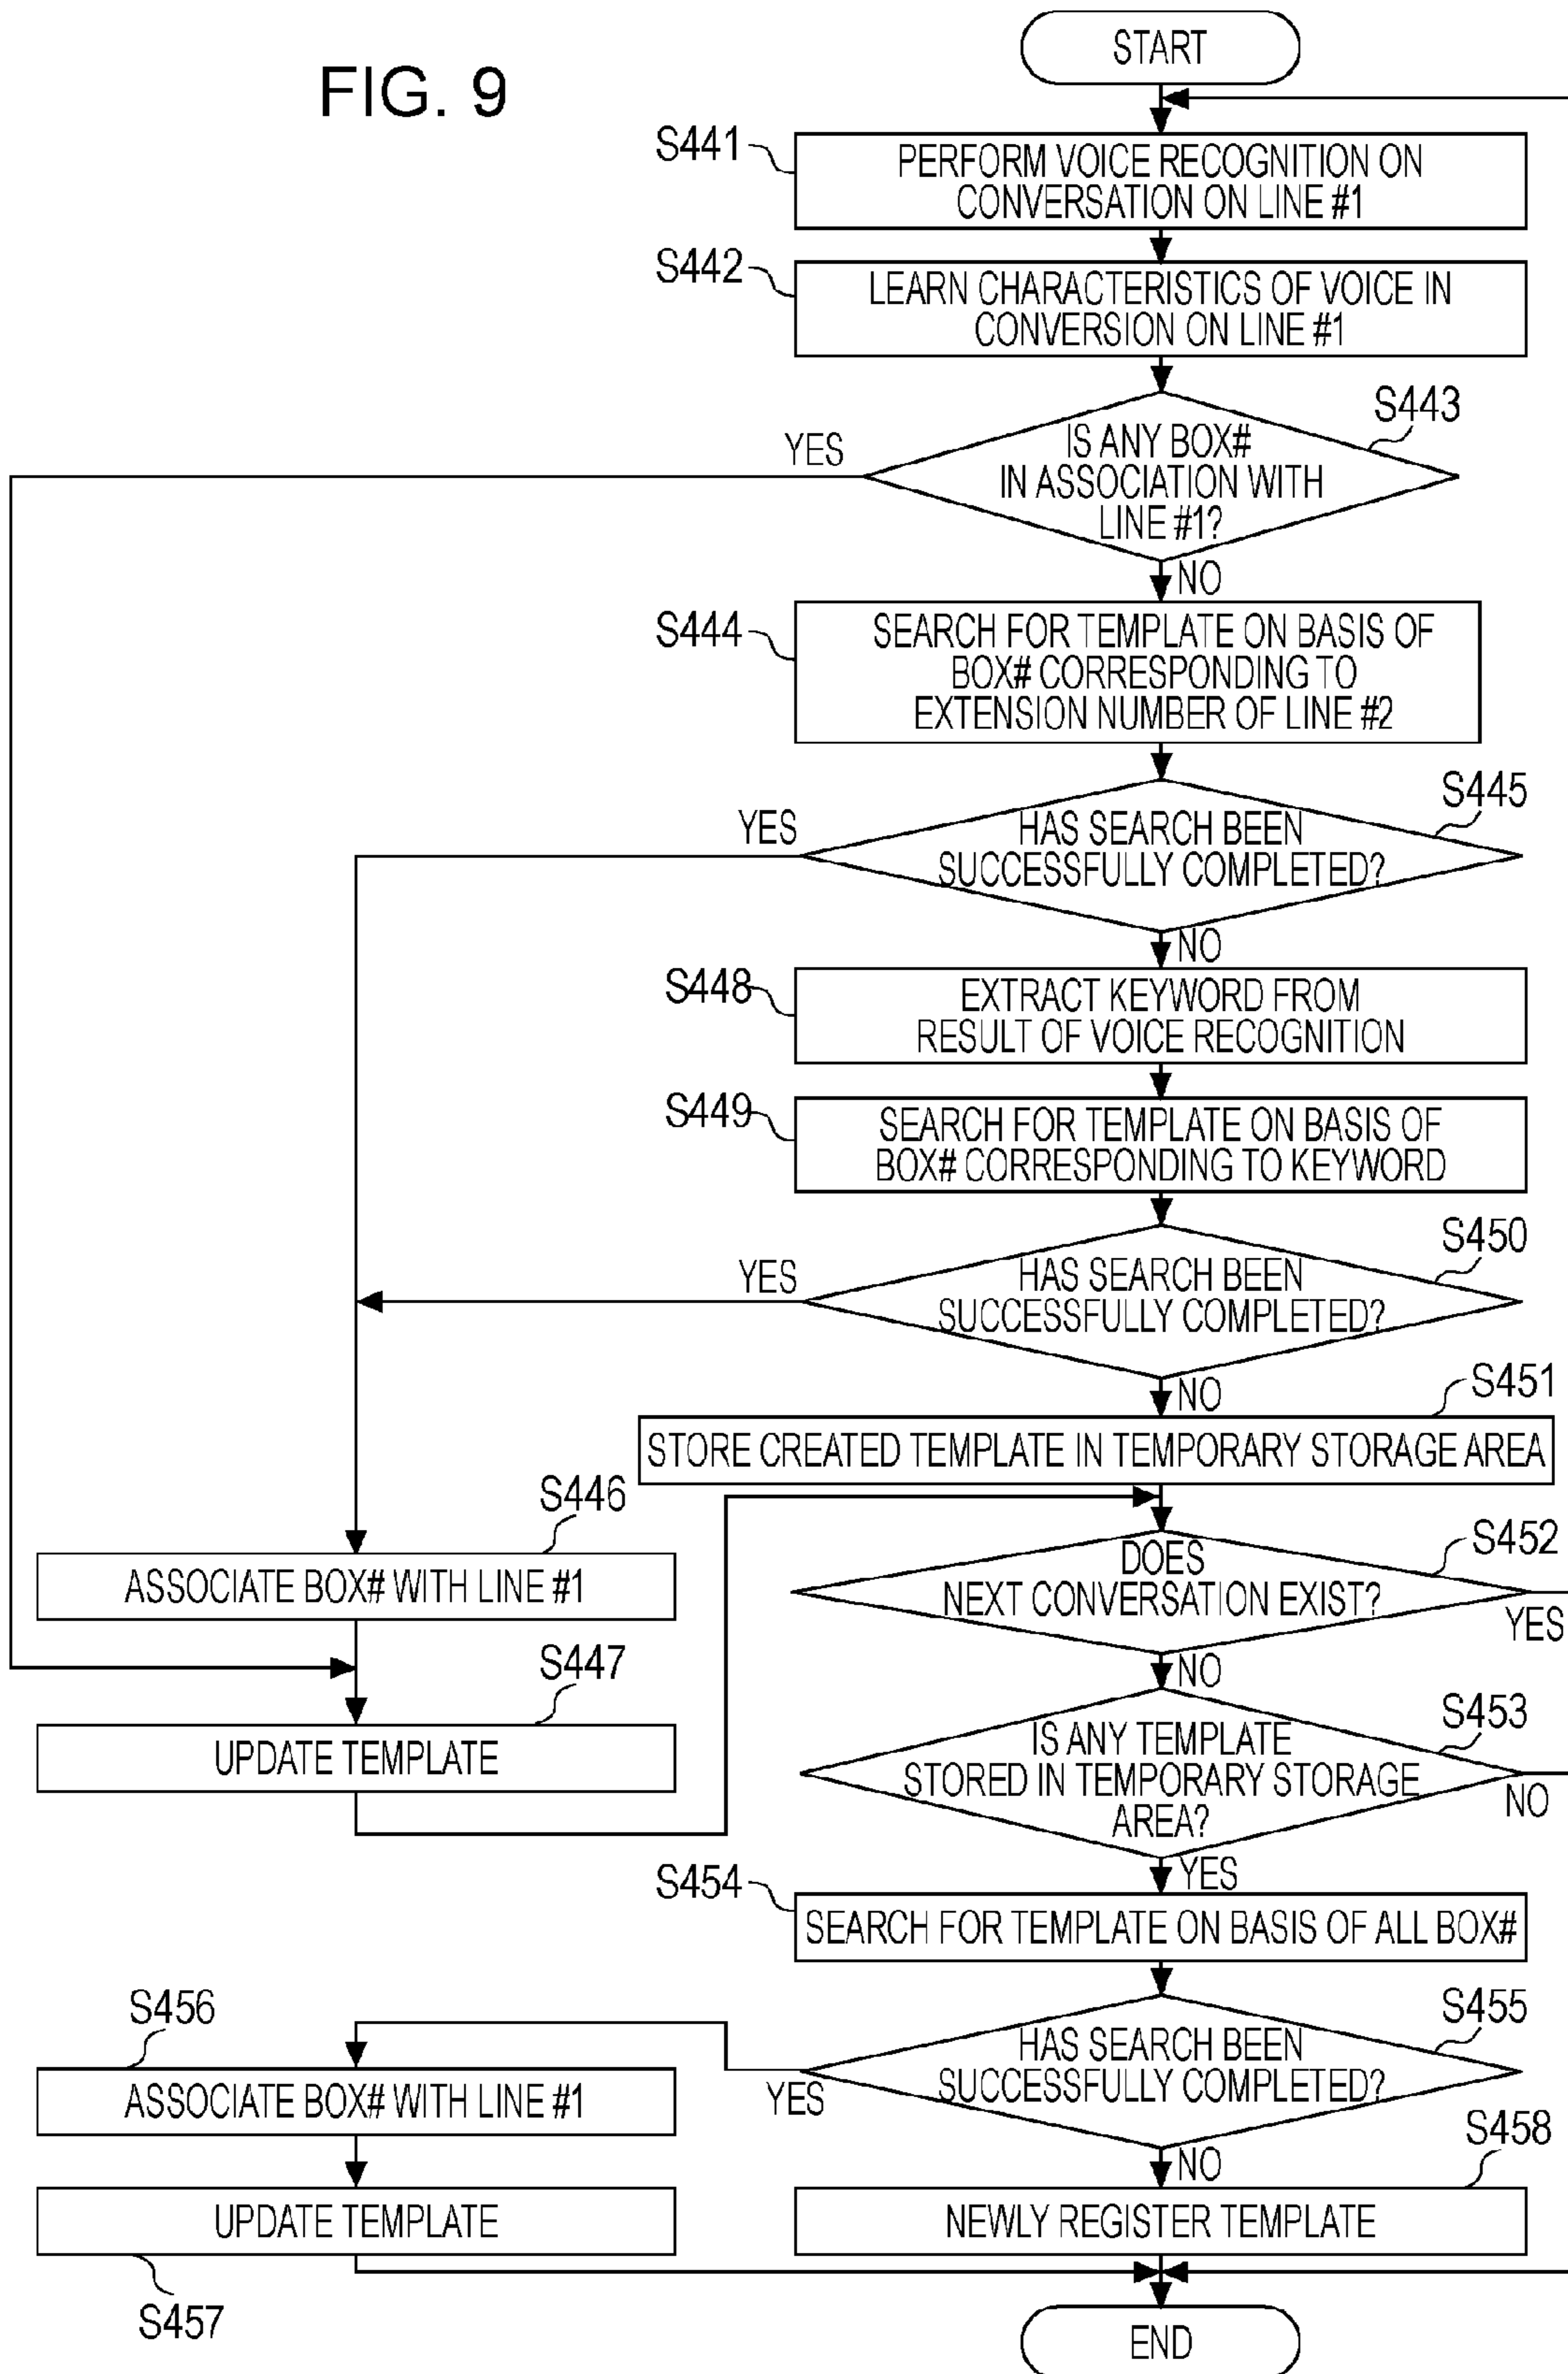 FIG. 9
START
S441
PERFORM VOICE RECOGNITION ON
CONVERSATION ON LINE #1
S442
LEARN CHARACTERISTICS OF VOICE IN
CONVERSION ON LINE #1
S443
YES
IS ANY BOX#
IN ASSOCIATION WITH
LINE #1?
NO
S444
SEARCH FOR TEMPLATE ON BASIS OF
BOX# CORRESPONDING TO
EXTENSION NUMBER OF LINE #2
S445
YES
HAS SEARCH BEEN
SUCCESSFULLY COMPLETED?
NO
S448
EXTRACT KEYWORD FROM
RESULT OF VOICE RECOGNITION
S449
SEARCH FOR TEMPLATE ON BASIS OF
BOX# CORRESPONDING TO KEYWORD
S450
YES
HAS SEARCH BEEN
SUCCESSFULLY COMPLETED?
NO
S451
STORE CREATED TEMPLATE IN TEMPORARY STORAGE AREA
S446
ASSOCIATE BOX# WITH LINE #1
S452
DOES
NEXT CONVERSATION EXIST?
YES
NO
S447
UPDATE TEMPLATE
S453
IS ANY TEMPLATE
STORED IN TEMPORARY STORAGE
AREA?
NO
YES
S454
SEARCH FOR TEMPLATE ON BASIS OF ALL BOX#
S455
HAS SEARCH BEEN
SUCCESSFULLY COMPLETED?
YES
NO
S456
ASSOCIATE BOX# WITH LINE #1
S458
NEWLY REGISTER TEMPLATE
UPDATE TEMPLATE
S457
END